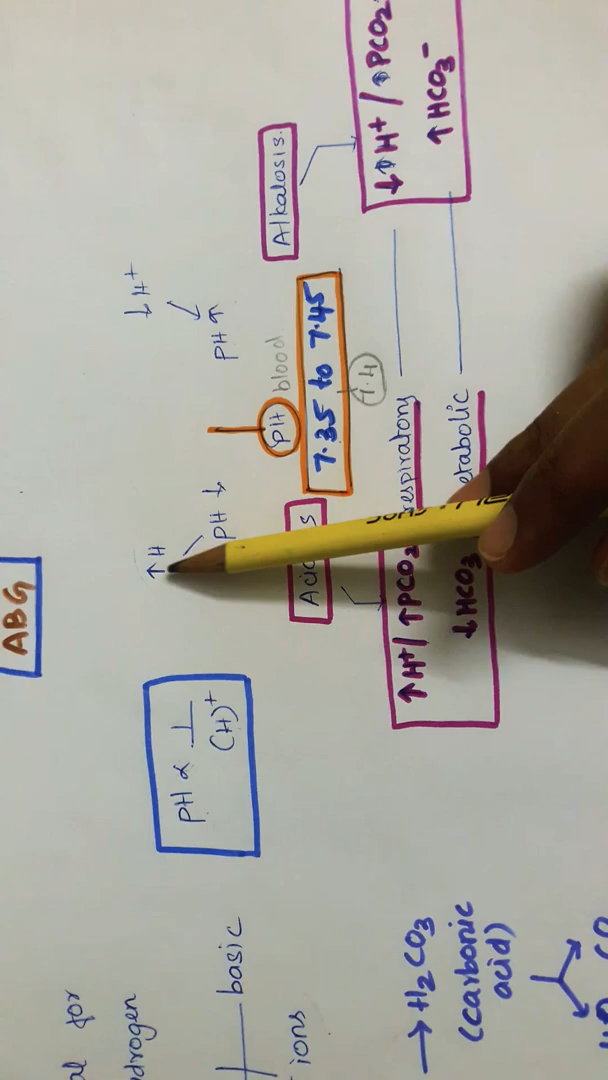 ABG
al for
↑H
↓H+
drogen
PH ∝ 1
(H)+
PH ↓
PH↑
basic
ions
PH blood
Alkalosis.
7.35 to 7.45
7.4
→ H2CO3
(carbonic
acid)
↑H+/↑PCO2
respiratory
↓H+/ PCO2
↓HCO3
etabolic
↑HCO3-